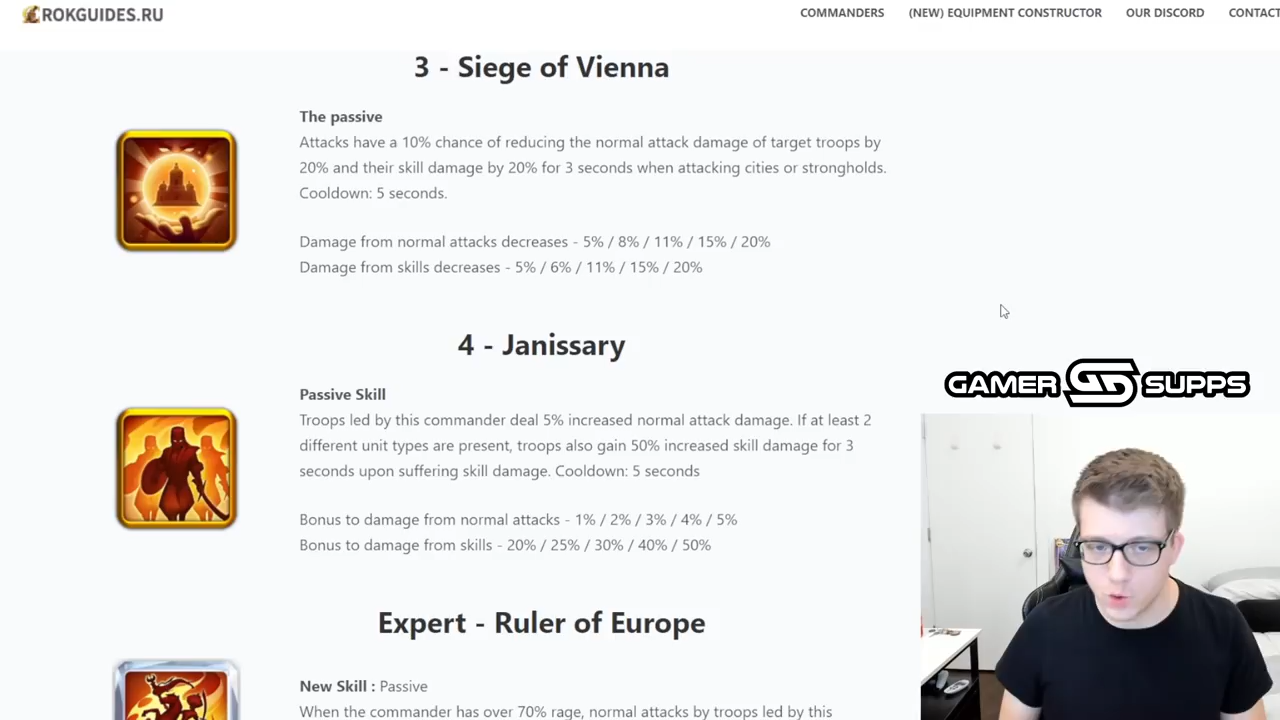 ROKGUIDES.RU
COMMANDERS (NEW) EQUIPMENT CONSTRUCTOR OUR DISCORD CONTACT
3 - Siege of Vienna
The passive
Attacks have a 10% chance of reducing the normal attack damage of target troops by
20% and their skill damage by 20% for 3 seconds when attacking cities or strongholds.
Cooldown: 5 seconds.
Damage from normal attacks decreases - 5% / 8% / 11% / 15% / 20%
Damage from skills decreases - 5% / 6% / 11% / 15% / 20%
4 - Janissary
Passive Skill
Troops led by this commander deal 5% increased normal attack damage. If at least 2
different unit types are present, troops also gain 50% increased skill damage for 3
seconds upon suffering skill damage. Cooldown: 5 seconds
Bonus to damage from normal attacks - 1% / 2% / 3% / 4% / 5%
Bonus to damage from skills - 20% / 25% / 30% / 40% / 50%
GAMER SUPPS
Expert - Ruler of Europe
New Skill : Passive
When the commander has over 70% rage, normal attacks by troops led by this